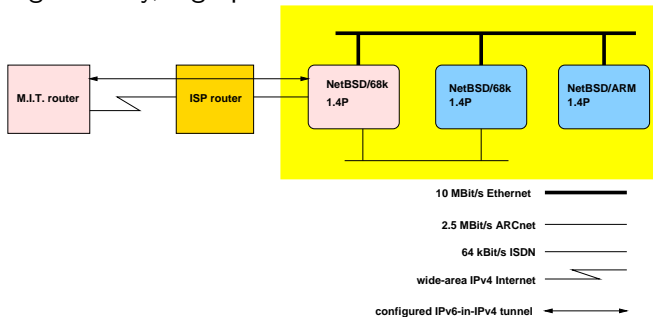 M.I.T. router
ISP router
NetBSD/68k
1.4P
NetBSD/68k
1.4P
NetBSD/ARM
1.4P
10 MBit/s Ethernet
2.5 MBit/s ARCnet
64 kBit/s ISDN
wide-area IPv4 Internet
configured IPv6-in-IPv4 tunnel